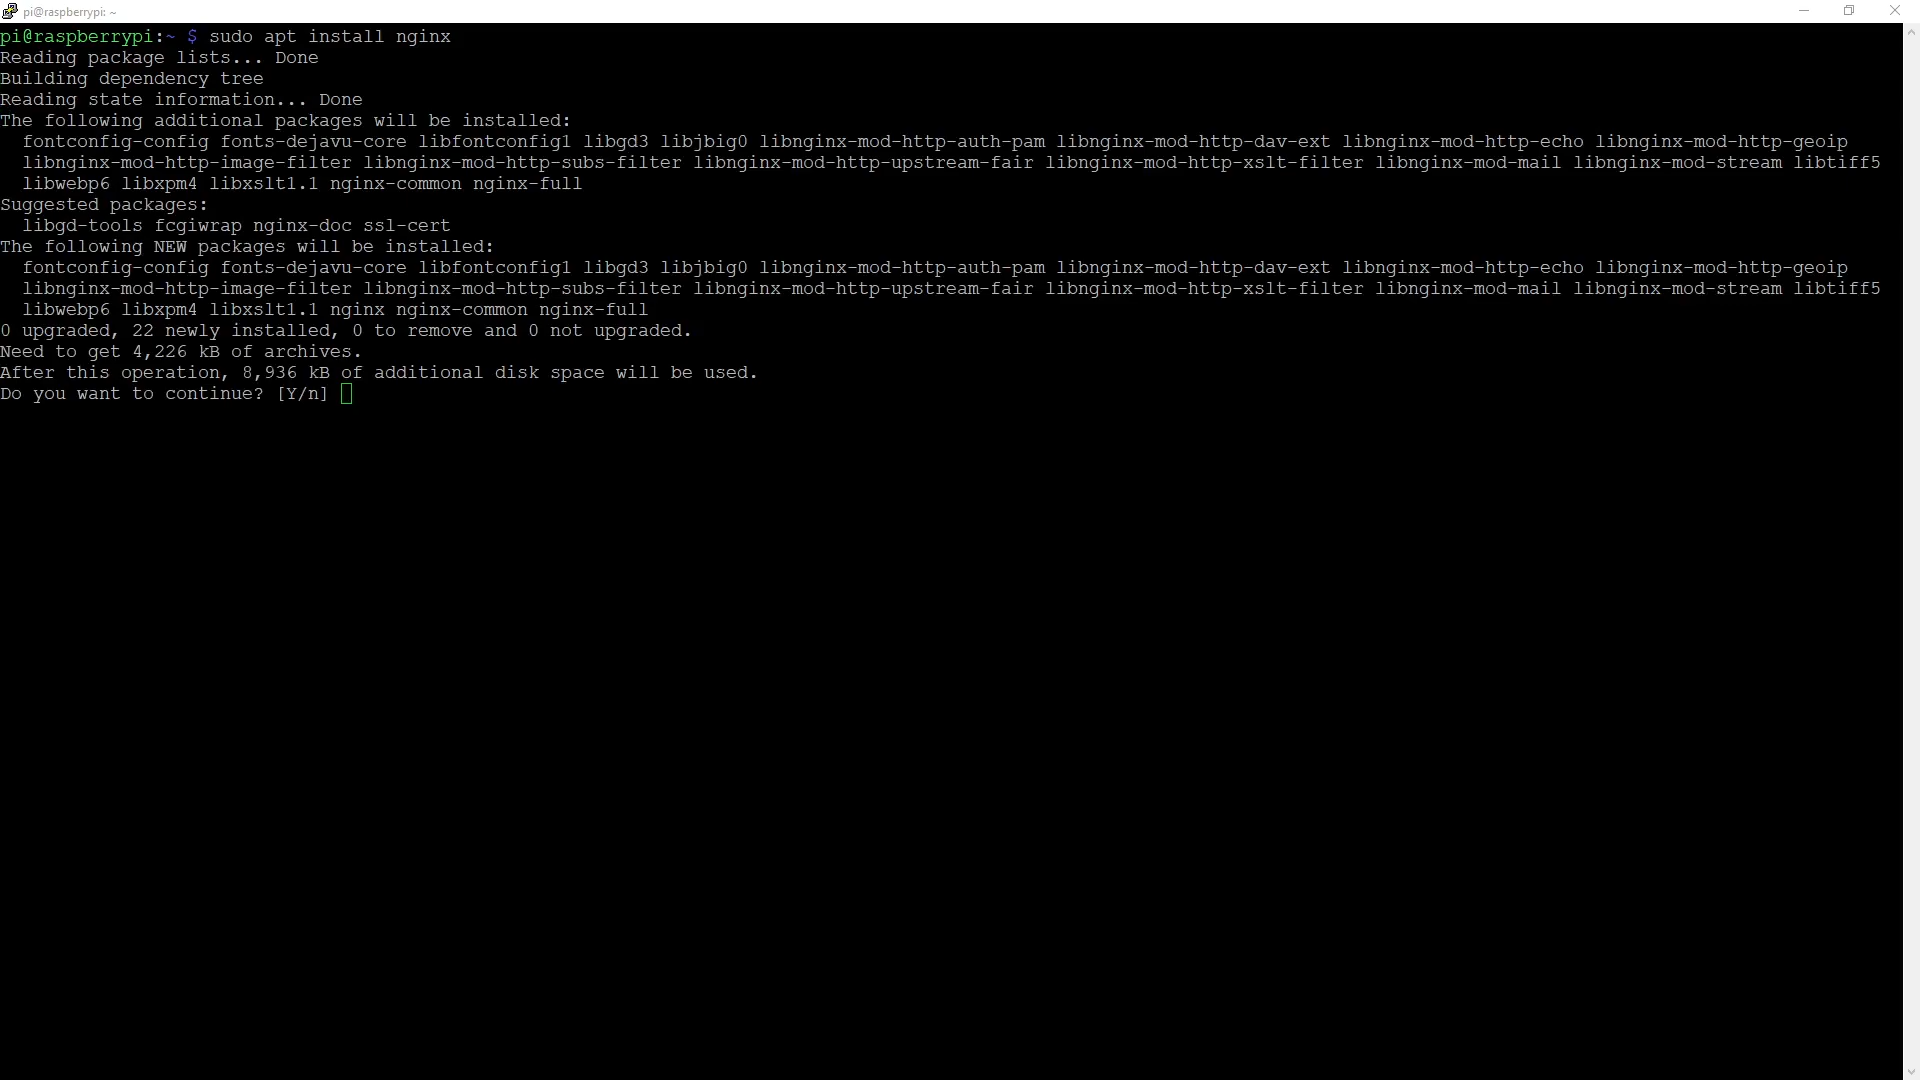 pi@raspberrypi: ~
pi@raspberrypi:~ $ sudo apt install nginx
Reading package lists... Done
Building dependency tree
Reading state information... Done
The following additional packages will be installed:
  fontconfig-config fonts-dejavu-core libfontconfig1 libgd3 libjbig0 libnginx-mod-http-auth-pam libnginx-mod-http-dav-ext libnginx-mod-http-echo libnginx-mod-http-geoip
  libnginx-mod-http-image-filter libnginx-mod-http-subs-filter libnginx-mod-http-upstream-fair libnginx-mod-http-xslt-filter libnginx-mod-mail libnginx-mod-stream libtiff5
  libwebp6 libxpm4 libxslt1.1 nginx-common nginx-full
Suggested packages:
  libgd-tools fcgiwrap nginx-doc ssl-cert
The following NEW packages will be installed:
  fontconfig-config fonts-dejavu-core libfontconfig1 libgd3 libjbig0 libnginx-mod-http-auth-pam libnginx-mod-http-dav-ext libnginx-mod-http-echo libnginx-mod-http-geoip
  libnginx-mod-http-image-filter libnginx-mod-http-subs-filter libnginx-mod-http-upstream-fair libnginx-mod-http-xslt-filter libnginx-mod-mail libnginx-mod-stream libtiff5
  libwebp6 libxpm4 libxslt1.1 nginx nginx-common nginx-full
0 upgraded, 22 newly installed, 0 to remove and 0 not upgraded.
Need to get 4,226 kB of archives.
After this operation, 8,936 kB of additional disk space will be used.
Do you want to continue? [Y/n]